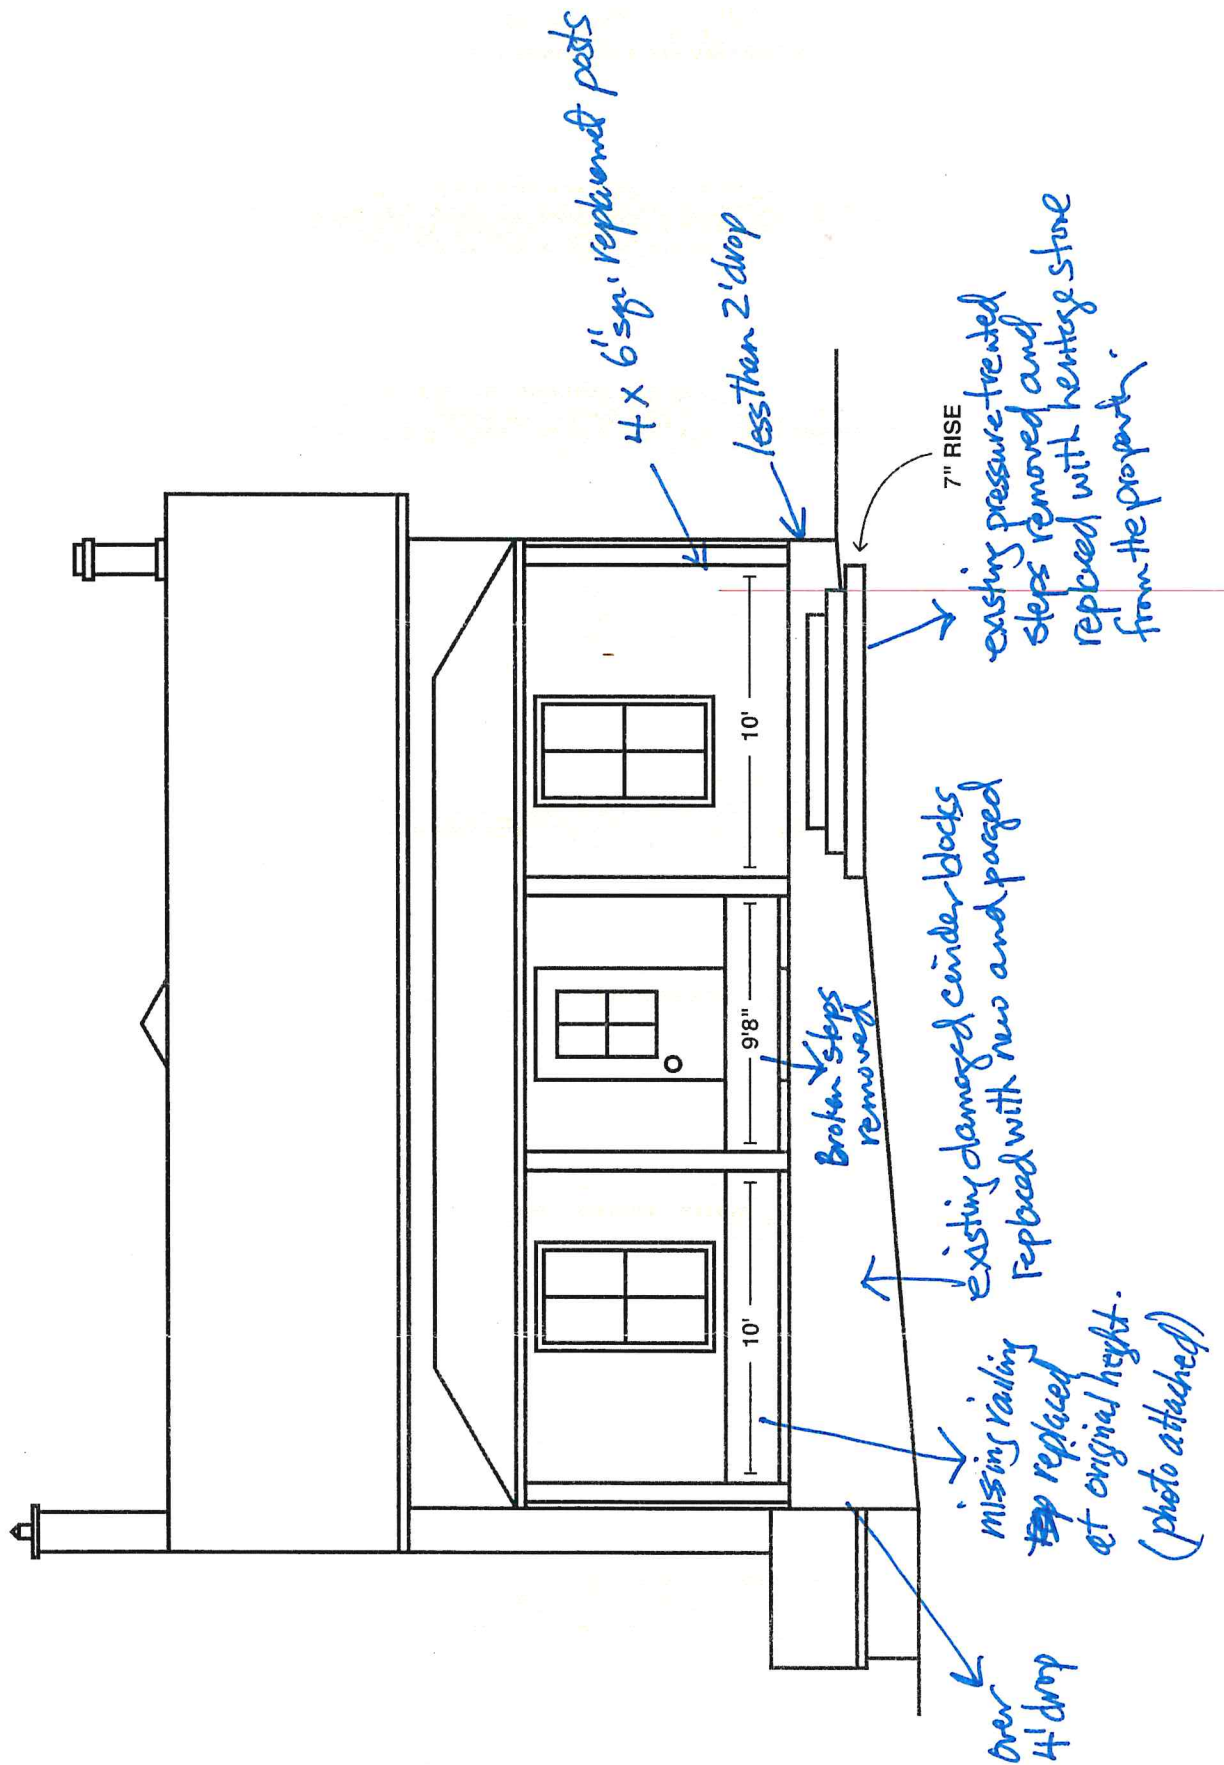 4 x 6" sq. replacemnt posts
less than 2' drop
7" RISE
existing pressure treated
steps removed and
replaced with heritage stone
from the property.
10'
9'8"
10'
Broken steps
removed
existing damaged cinder blocks
replaced with new and parged
missing railing
replaced
at original height.
(photo attached)
over
4' drop